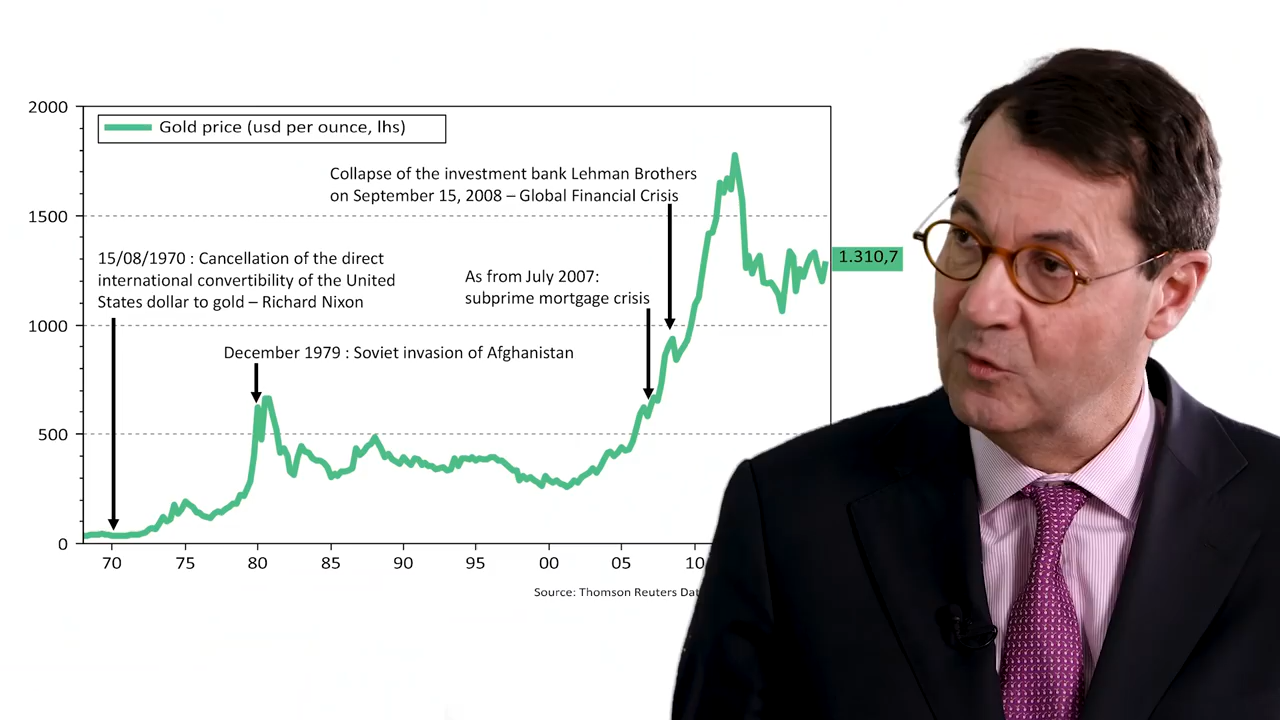 2000
Gold price (usd per ounce, lhs)
Collapse of the investment bank Lehman Brothers
on September 15, 2008 – Global Financial Crisis
1500
15/08/1970 : Cancellation of the direct
international convertibility of the United
States dollar to gold – Richard Nixon
1.310,7
As from July 2007:
subprime mortgage crisis
1000
December 1979 : Soviet invasion of Afghanistan
500
0
70 75 80 85 90 95 00 05 10
Source: Thomson Reuters